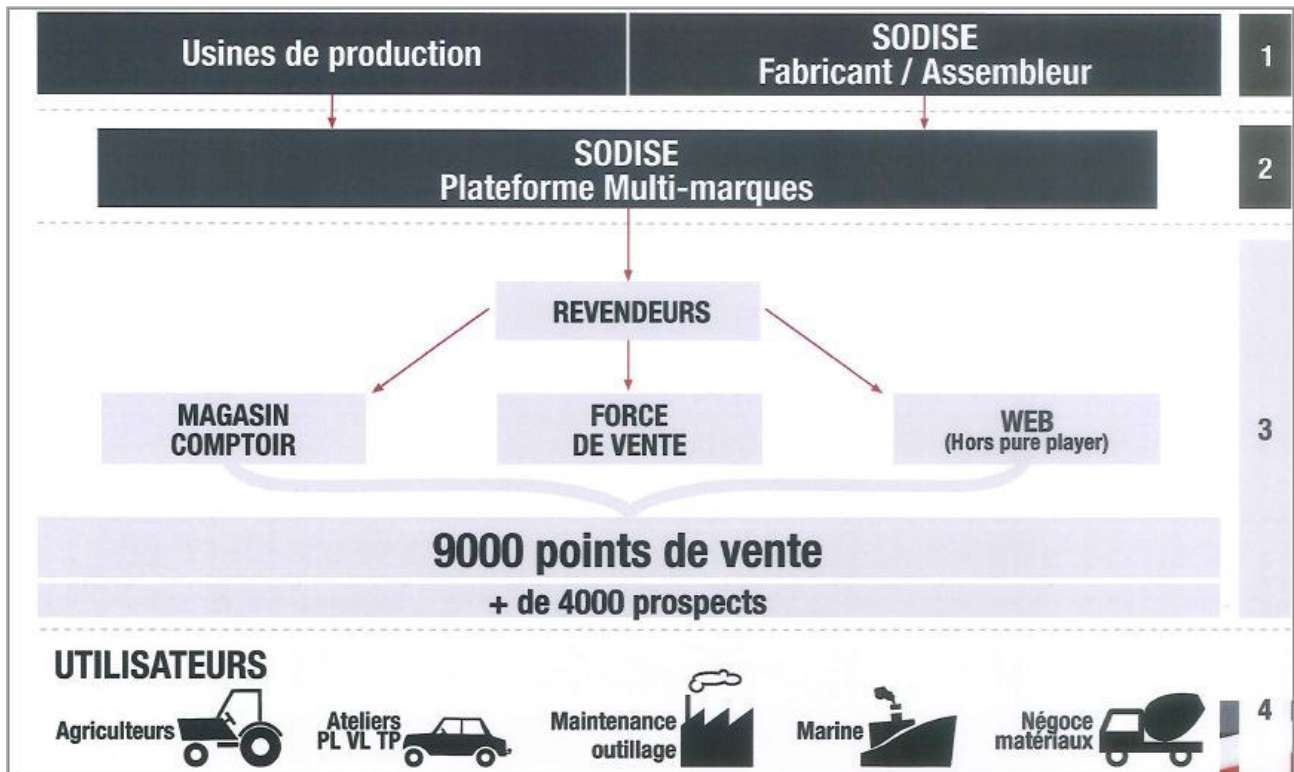 Usines de production
SODISE
Fabricant / Assembleur
1
SODISE
Plateforme Multi-marques
2
REVENDEURS
MAGASIN
COMPTOIR
FORCE
DE VENTE
WEB
(Hors pure player)
3
9000 points de vente
+ de 4000 prospects
UTILISATEURS
Agriculteurs
Ateliers
PL VL TP
Maintenance
outillage
Marine
Négoce
matériaux
4